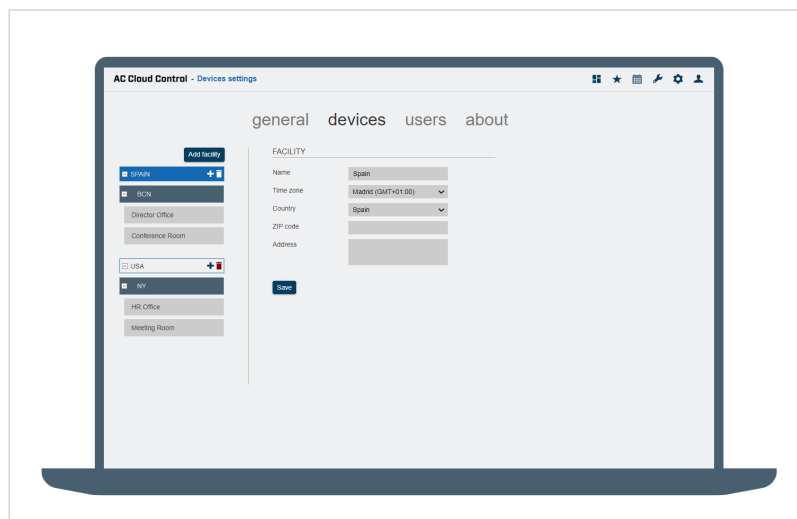 AC Cloud Control - Devices settings
general devices users about
Add facility
SPAIN
BCN
Director Office
Conference Room
USA
NY
HR Office
Meeting Room
FACILITY
Name Spain
Time zone Madrid (GMT+01:00)
Country Spain
ZIP code
Address
Save